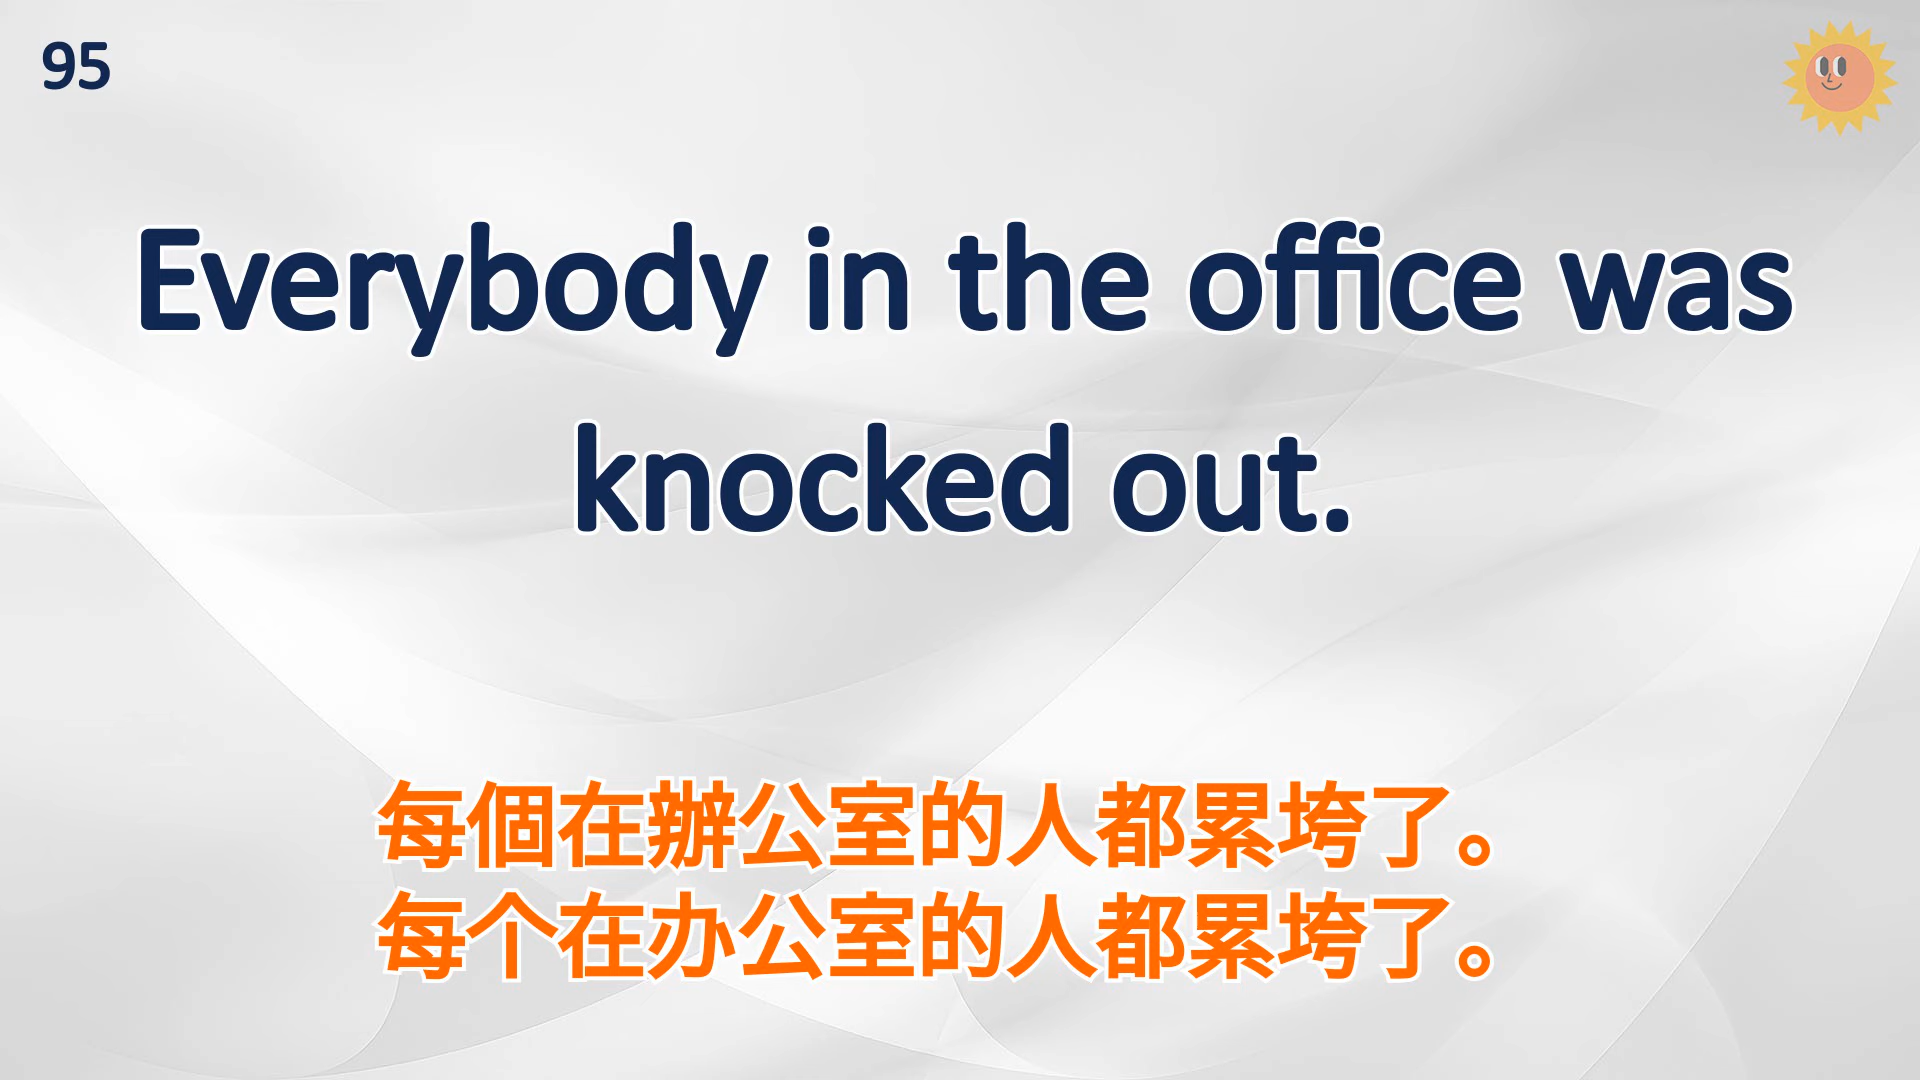 95
Everybody in the office was
knocked out.
每個在辦公室的人都累垮了。
每个在办公室的人都累垮了。